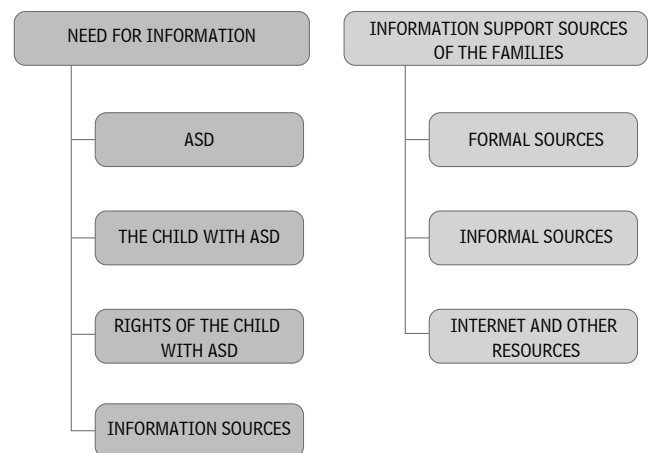 NEED FOR INFORMATION
ASD
THE CHILD WITH ASD
RIGHTS OF THE CHILD
WITH ASD
INFORMATION SOURCES
INFORMATION SUPPORT SOURCES
OF THE FAMILIES
FORMAL SOURCES
INFORMAL SOURCES
INTERNET AND OTHER
RESOURCES